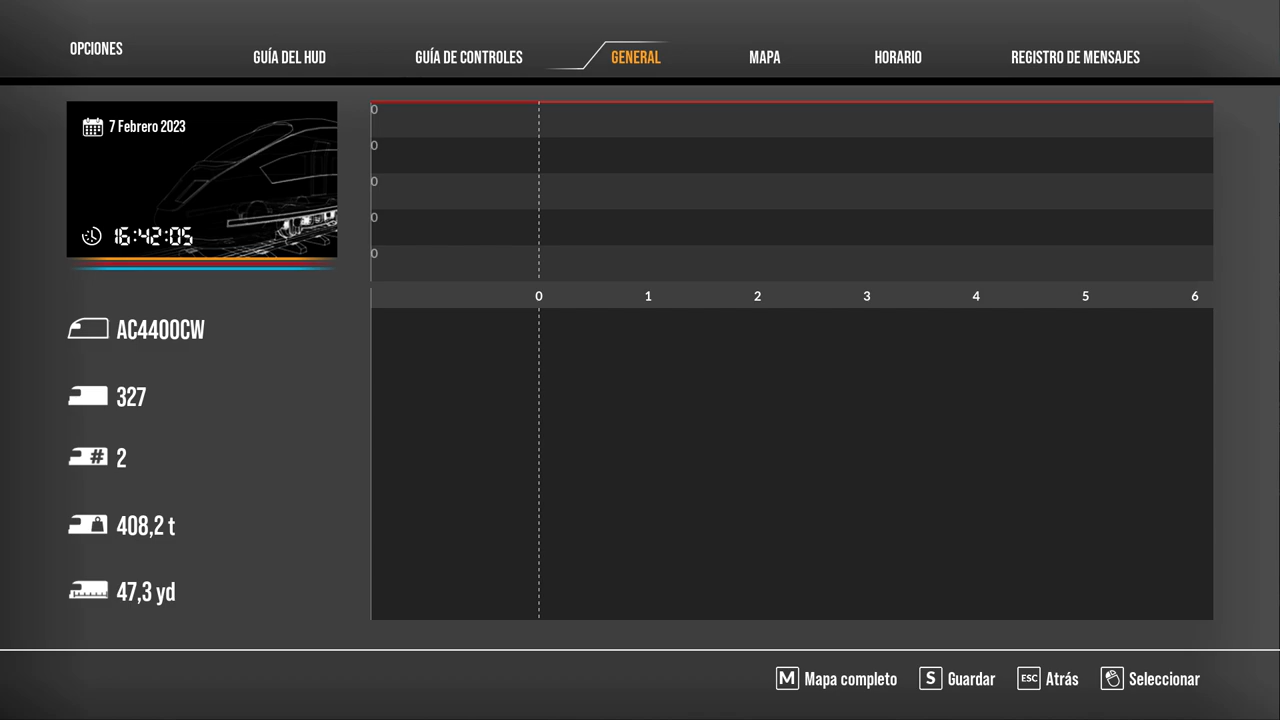 OPCIONES
GUÍA DEL HUD
GUÍA DE CONTROLES
GENERAL
MAPA
HORARIO
REGISTRO DE MENSAJES
7 Febrero 2023
16:42:05
AC4400CW
327
# 2
408,2 t
47,3 yd
0
0
0
0
0
0 1 2 3 4 5 6
M Mapa completo
S Guardar
ESC Atrás
Seleccionar